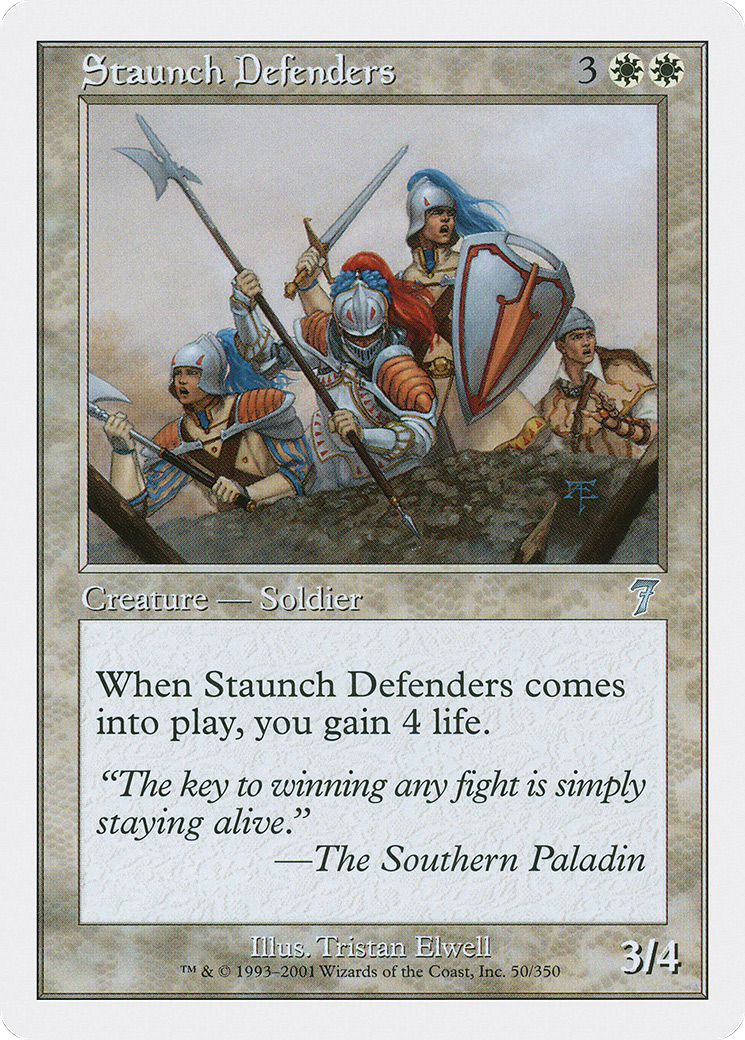 Staunch Defenders 3
7
Creature — Soldier
When Staunch Defenders comes
into play, you gain 4 life.
“The key to winning any fight is simply
staying alive.”
—The Southern Paladin
Illus. Tristan Elwell
™ & © 1993–2001 Wizards of the Coast, Inc. 50/350
3/4